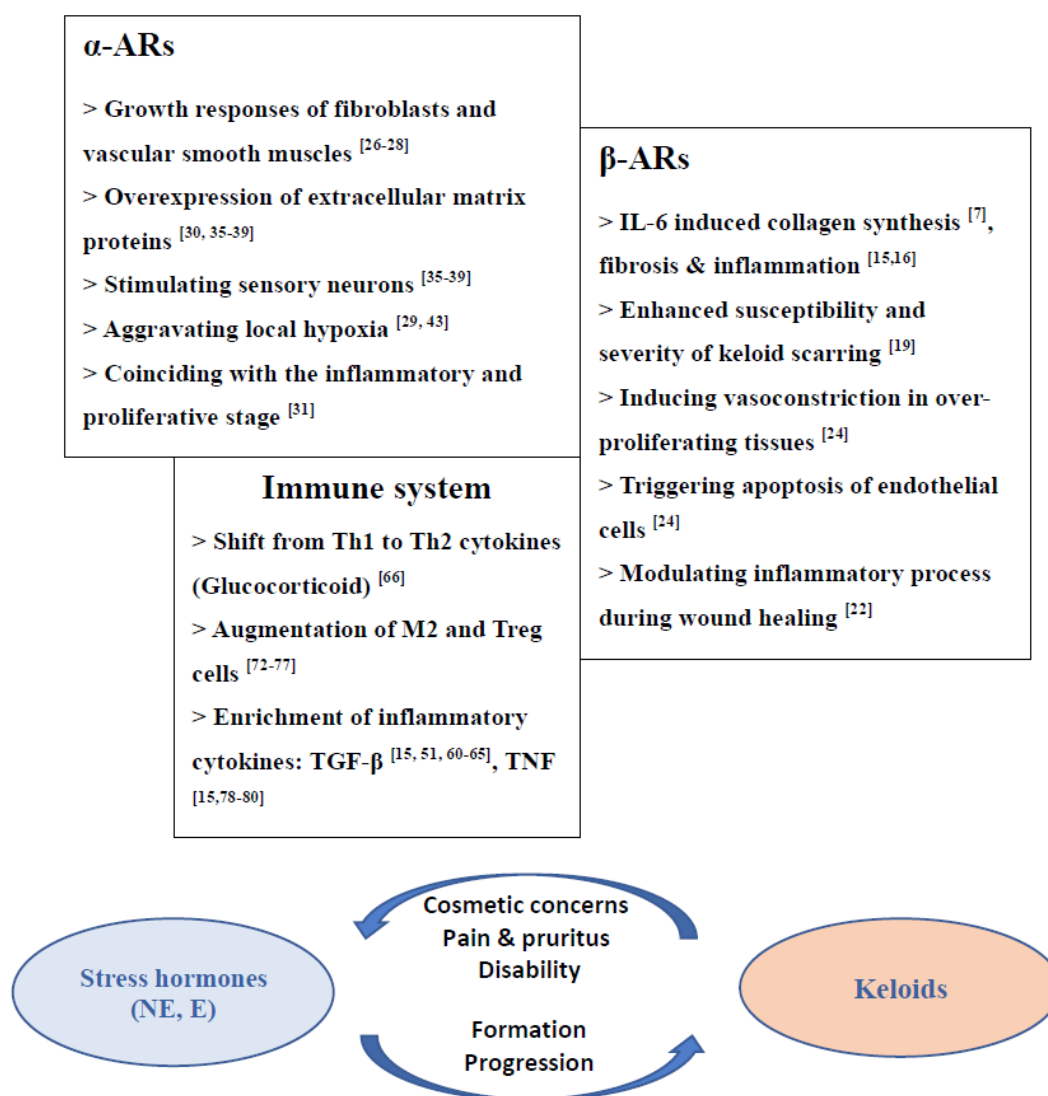 α-ARs
> Growth responses of fibroblasts and
vascular smooth muscles [26-28]
> Overexpression of extracellular matrix
proteins [30, 35-39]
> Stimulating sensory neurons [35-39]
> Aggravating local hypoxia [29, 43]
> Coinciding with the inflammatory and
proliferative stage [31]
β-ARs
> IL-6 induced collagen synthesis [7],
fibrosis & inflammation [15,16]
> Enhanced susceptibility and
severity of keloid scarring [19]
> Inducing vasoconstriction in over-
proliferating tissues [24]
> Triggering apoptosis of endothelial
cells [24]
> Modulating inflammatory process
during wound healing [22]
Immune system
> Shift from Th1 to Th2 cytokines
(Glucocorticoid) [66]
> Augmentation of M2 and Treg
cells [72-77]
> Enrichment of inflammatory
cytokines: TGF-β [15, 51, 60-65], TNF
[15,78-80]
Cosmetic concerns
Pain & pruritus
Disability
Stress hormones
(NE, E)
Keloids
Formation
Progression